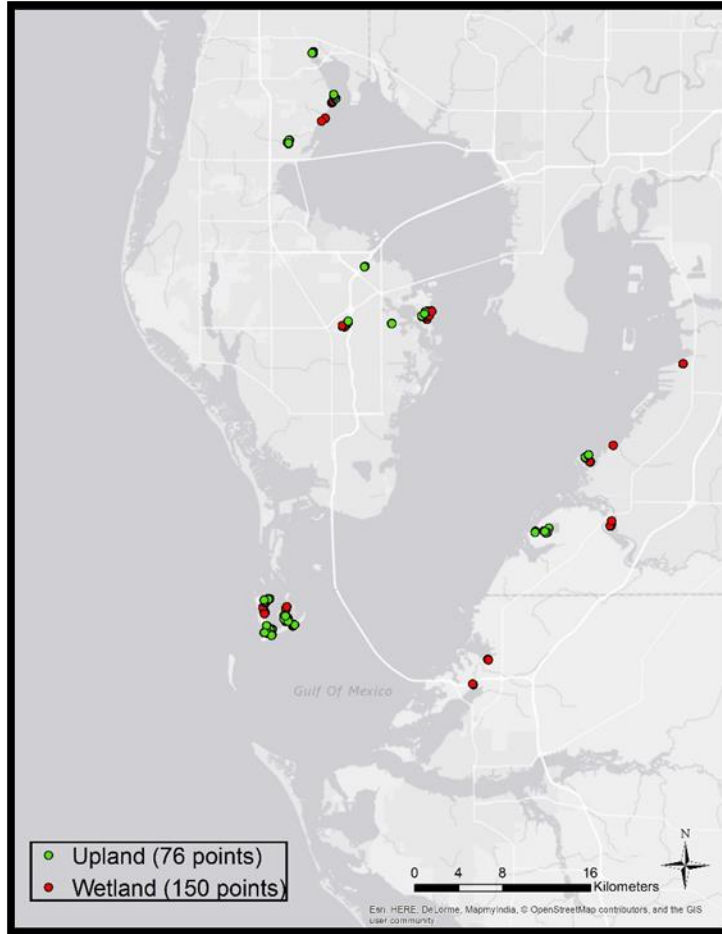 Gulf Of Mexico
Upland (76 points)
Wetland (150 points)
N
0 4 8 16
Kilometers
Esri, HERE, DeLorme, MapmyIndia, © OpenStreetMap contributors, and the GIS
user community